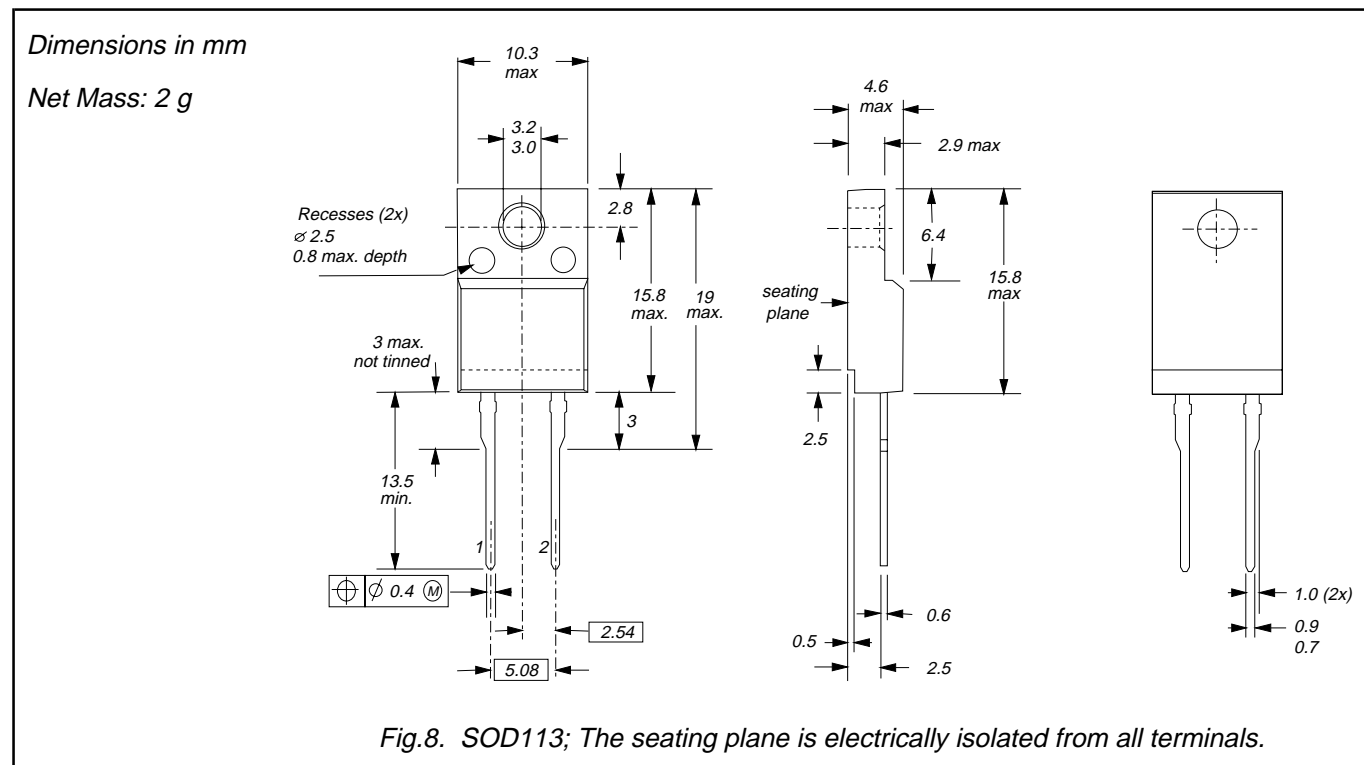 Dimensions in mm
Net Mass: 2 g
10.3
max
3.2
3.0
2.8
Recesses (2x)
⌀ 2.5
0.8 max. depth
15.8
max.
19
max.
3 max.
not tinned
3
13.5
min.
1
2
⌀ 0.4 Ⓜ
2.54
5.08
4.6
max
2.9 max
6.4
15.8
max
seating
plane
2.5
0.6
0.5
2.5
1.0 (2x)
0.9
0.7
Fig.8. SOD113; The seating plane is electrically isolated from all terminals.